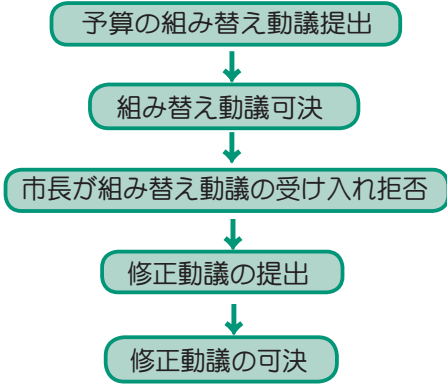 予算の組み替え動議提出
組み替え動議可決
市長が組み替え動議の受け入れ拒否
修正動議の提出
修正動議の可決